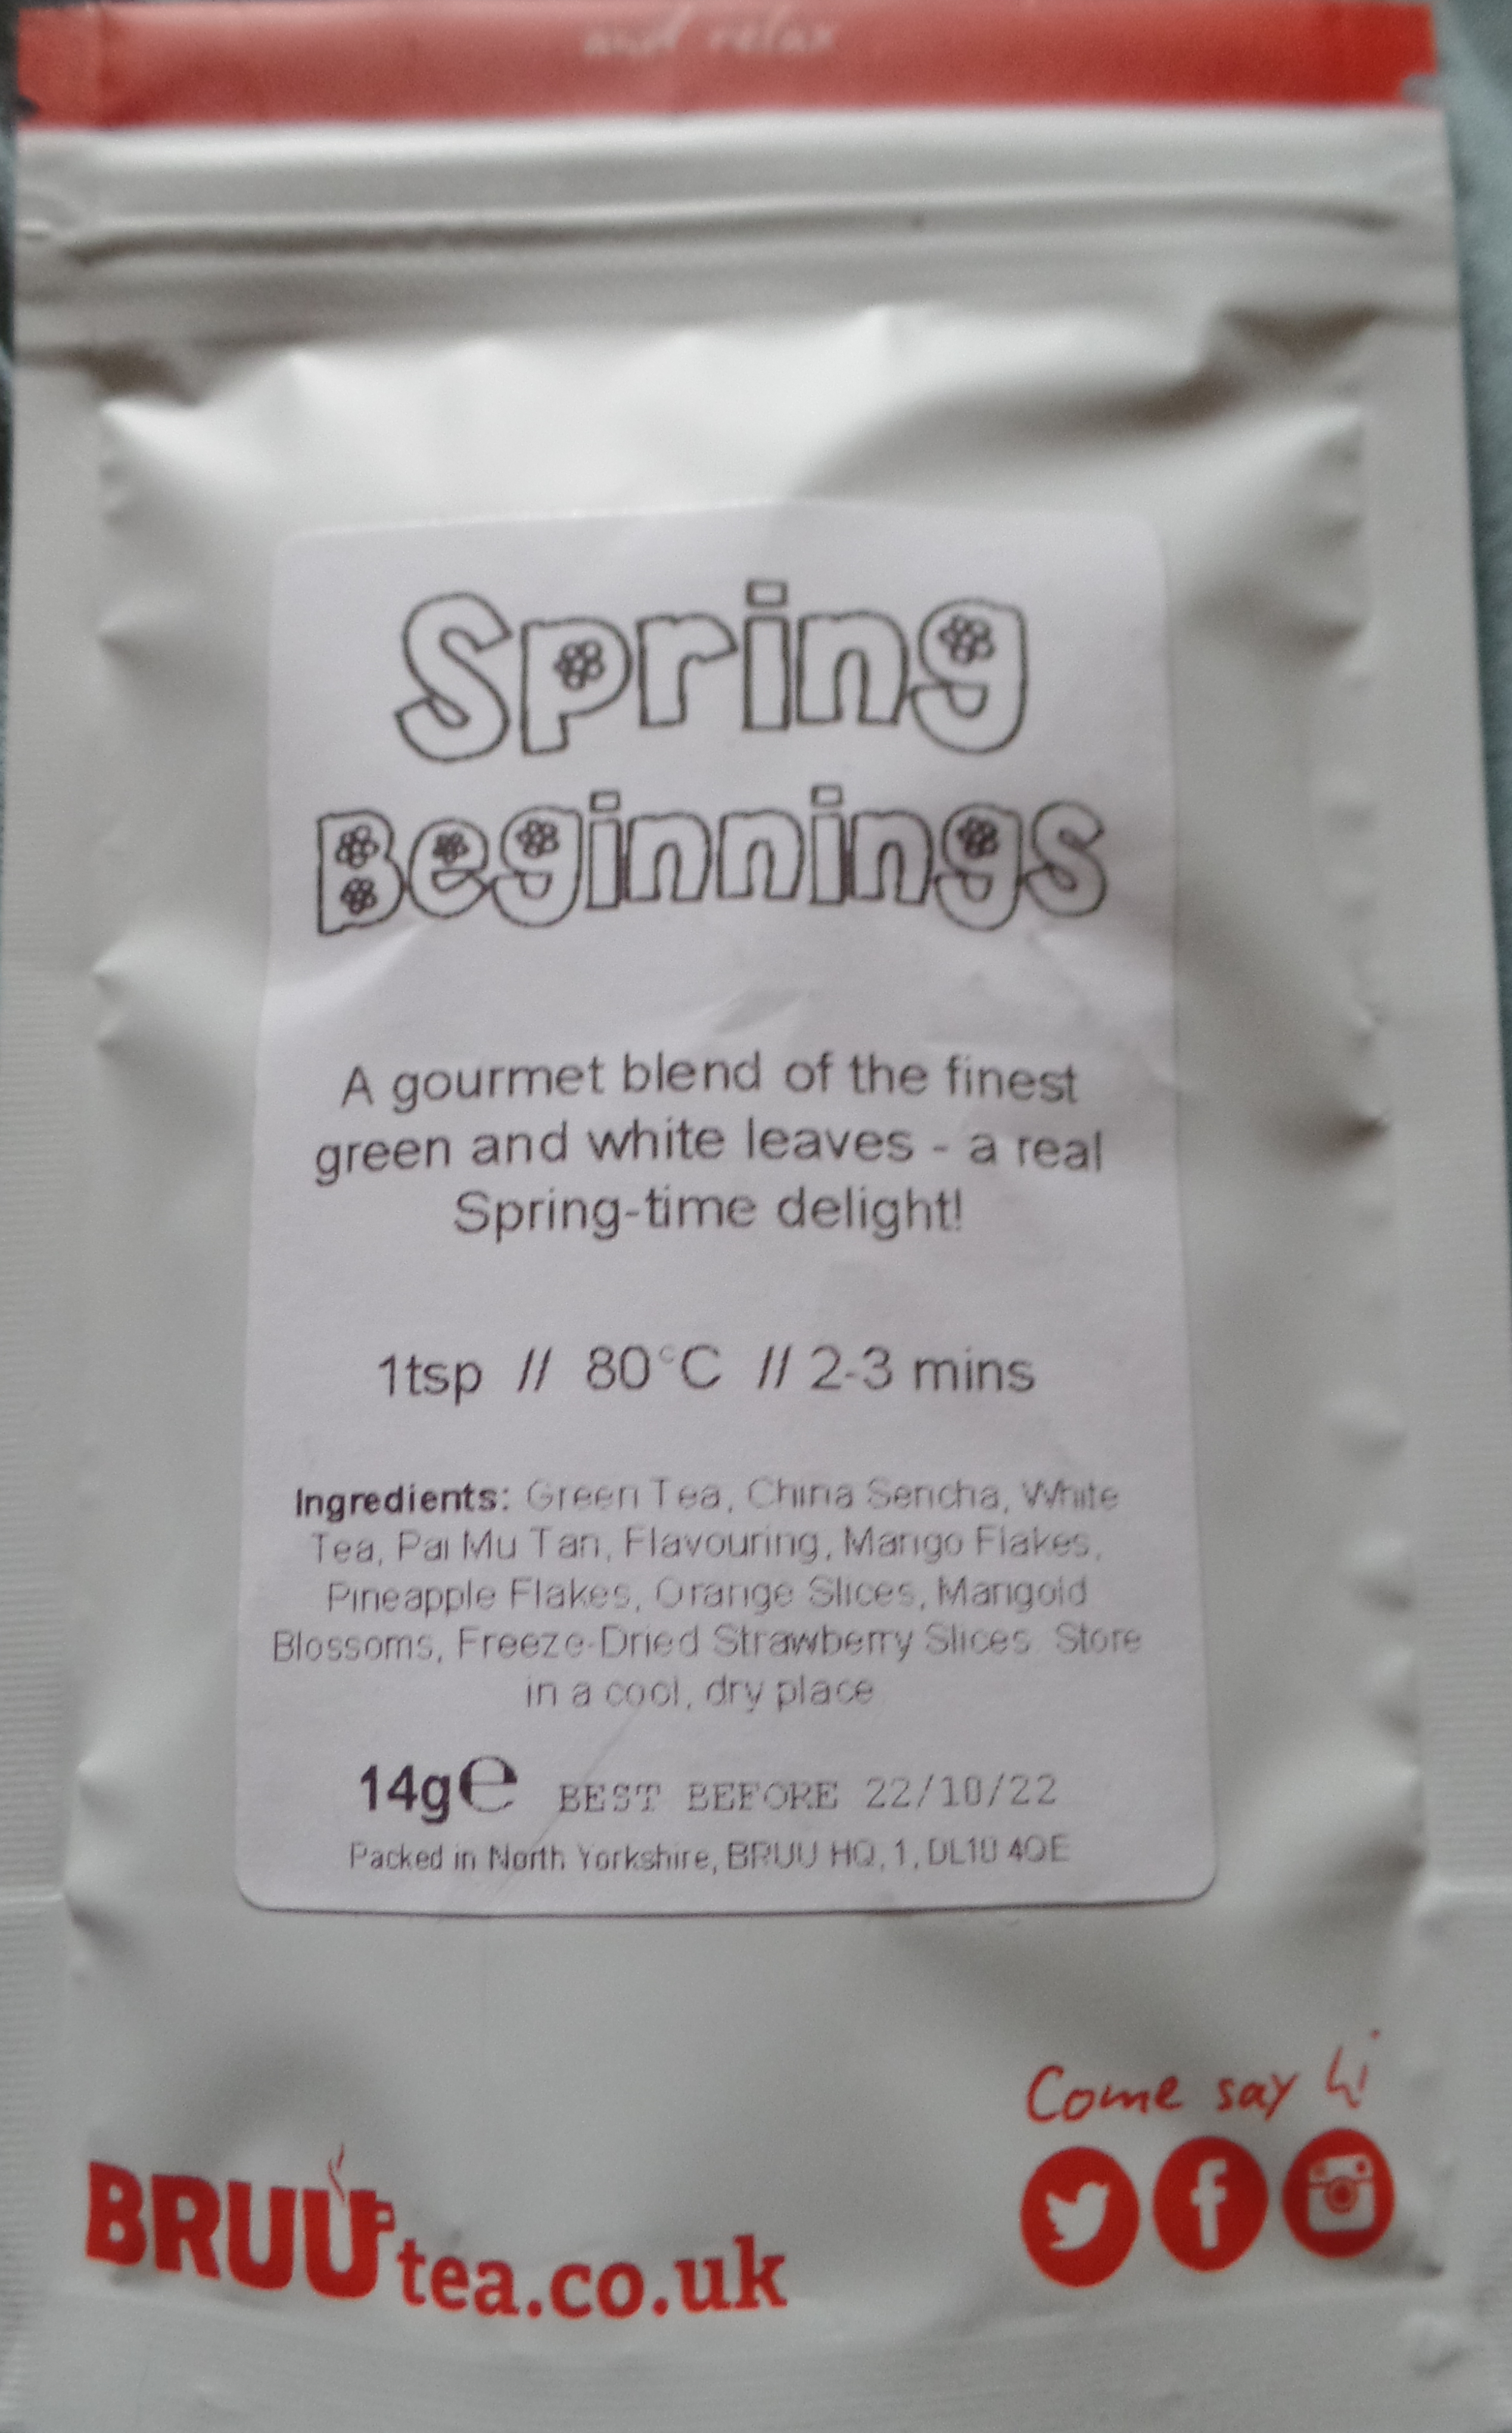 and relax
Spring
Beginnings
A gourmet blend of the finest
green and white leaves - a real
Spring-time delight!
1tsp // 80°C // 2-3 mins
Ingredients: Green Tea, China Sencha, White
Tea, Pai Mu Tan, Flavouring, Mango Flakes,
Pineapple Flakes, Orange Slices, Marigold
Blossoms, Freeze-Dried Strawberry Slices. Store
in a cool, dry place
14g℮ BEST BEFORE 22/10/22
Packed in North Yorkshire, BRUU HQ, 1, DL10 4QE
Come say hi
BRUUtea.co.uk